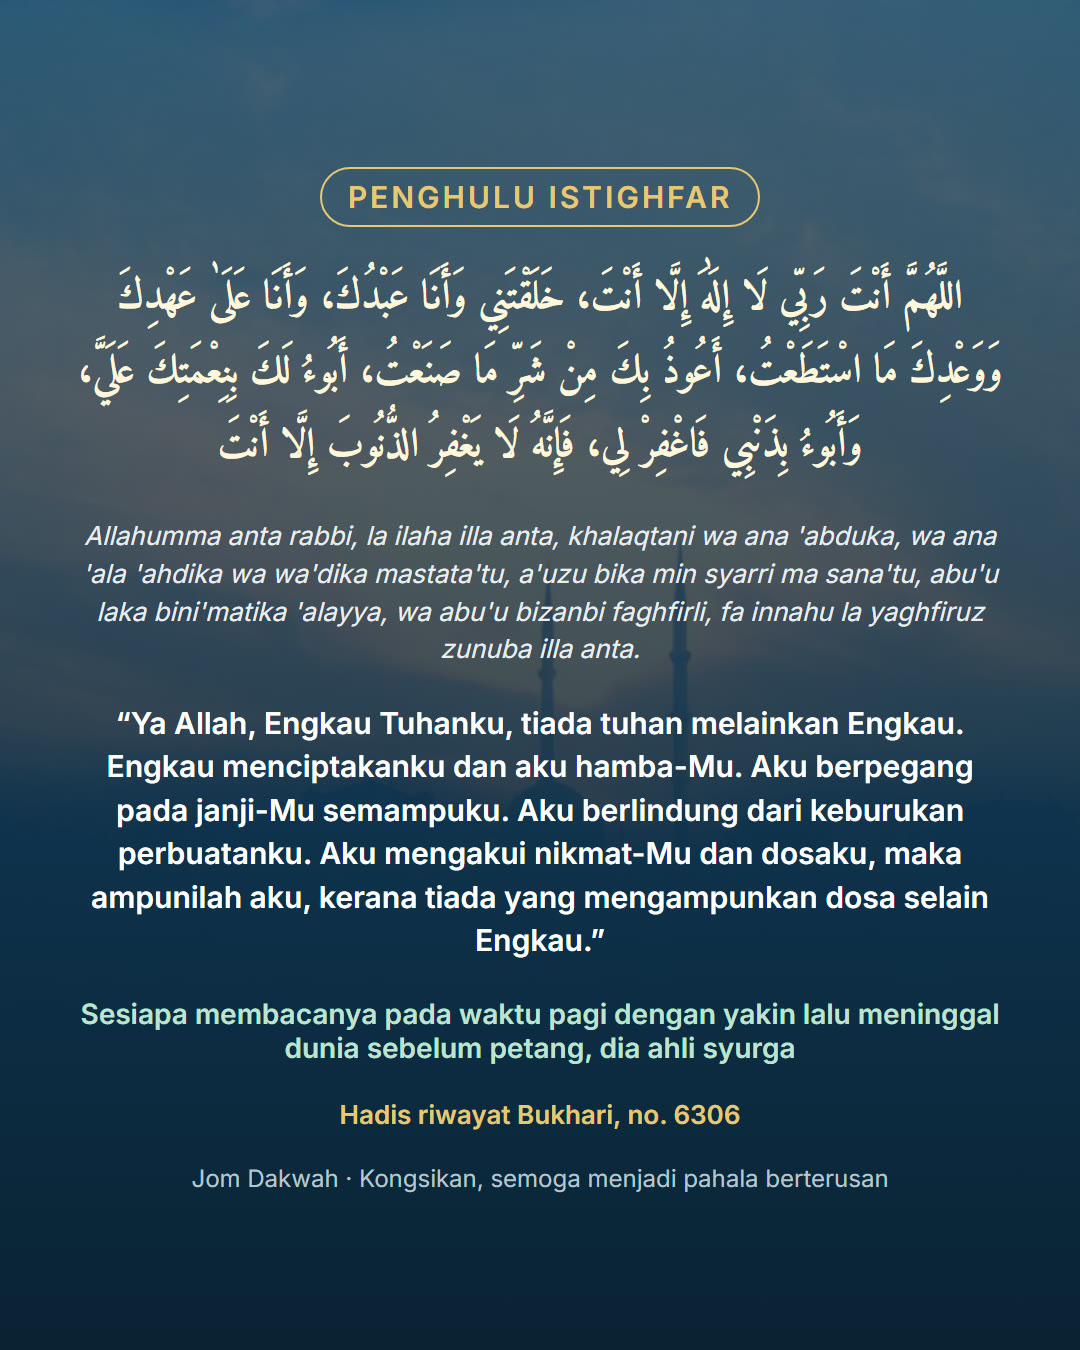 PENGHULU ISTIGHFAR
اللَّهُمَّ أَنْتَ رَبِّي لَا إِلَٰهَ إِلَّا أَنْتَ، خَلَقْتَنِي وَأَنَا عَبْدُكَ، وَأَنَا عَلَىٰ عَهْدِكَ
وَوَعْدِكَ مَا اسْتَطَعْتُ، أَعُوذُ بِكَ مِنْ شَرِّ مَا صَنَعْتُ، أَبُوءُ لَكَ بِنِعْمَتِكَ عَلَيَّ،
وَأَبُوءُ بِذَنْبِي فَاغْفِرْ لِي، فَإِنَّهُ لَا يَغْفِرُ الذُّنُوبَ إِلَّا أَنْتَ
Allahumma anta rabbi, la ilaha illa anta, khalaqtani wa ana 'abduka, wa ana
'ala 'ahdika wa wa'dika mastata'tu, a'uzu bika min syarri ma sana'tu, abu'u
laka bini'matika 'alayya, wa abu'u bizanbi faghfirli, fa innahu la yaghfiruz
zunuba illa anta.
“Ya Allah, Engkau Tuhanku, tiada tuhan melainkan Engkau.
Engkau menciptakanku dan aku hamba-Mu. Aku berpegang
pada janji-Mu semampuku. Aku berlindung dari keburukan
perbuatanku. Aku mengakui nikmat-Mu dan dosaku, maka
ampunilah aku, kerana tiada yang mengampunkan dosa selain
Engkau.”
Sesiapa membacanya pada waktu pagi dengan yakin lalu meninggal
dunia sebelum petang, dia ahli syurga
Hadis riwayat Bukhari, no. 6306
Jom Dakwah · Kongsikan, semoga menjadi pahala berterusan